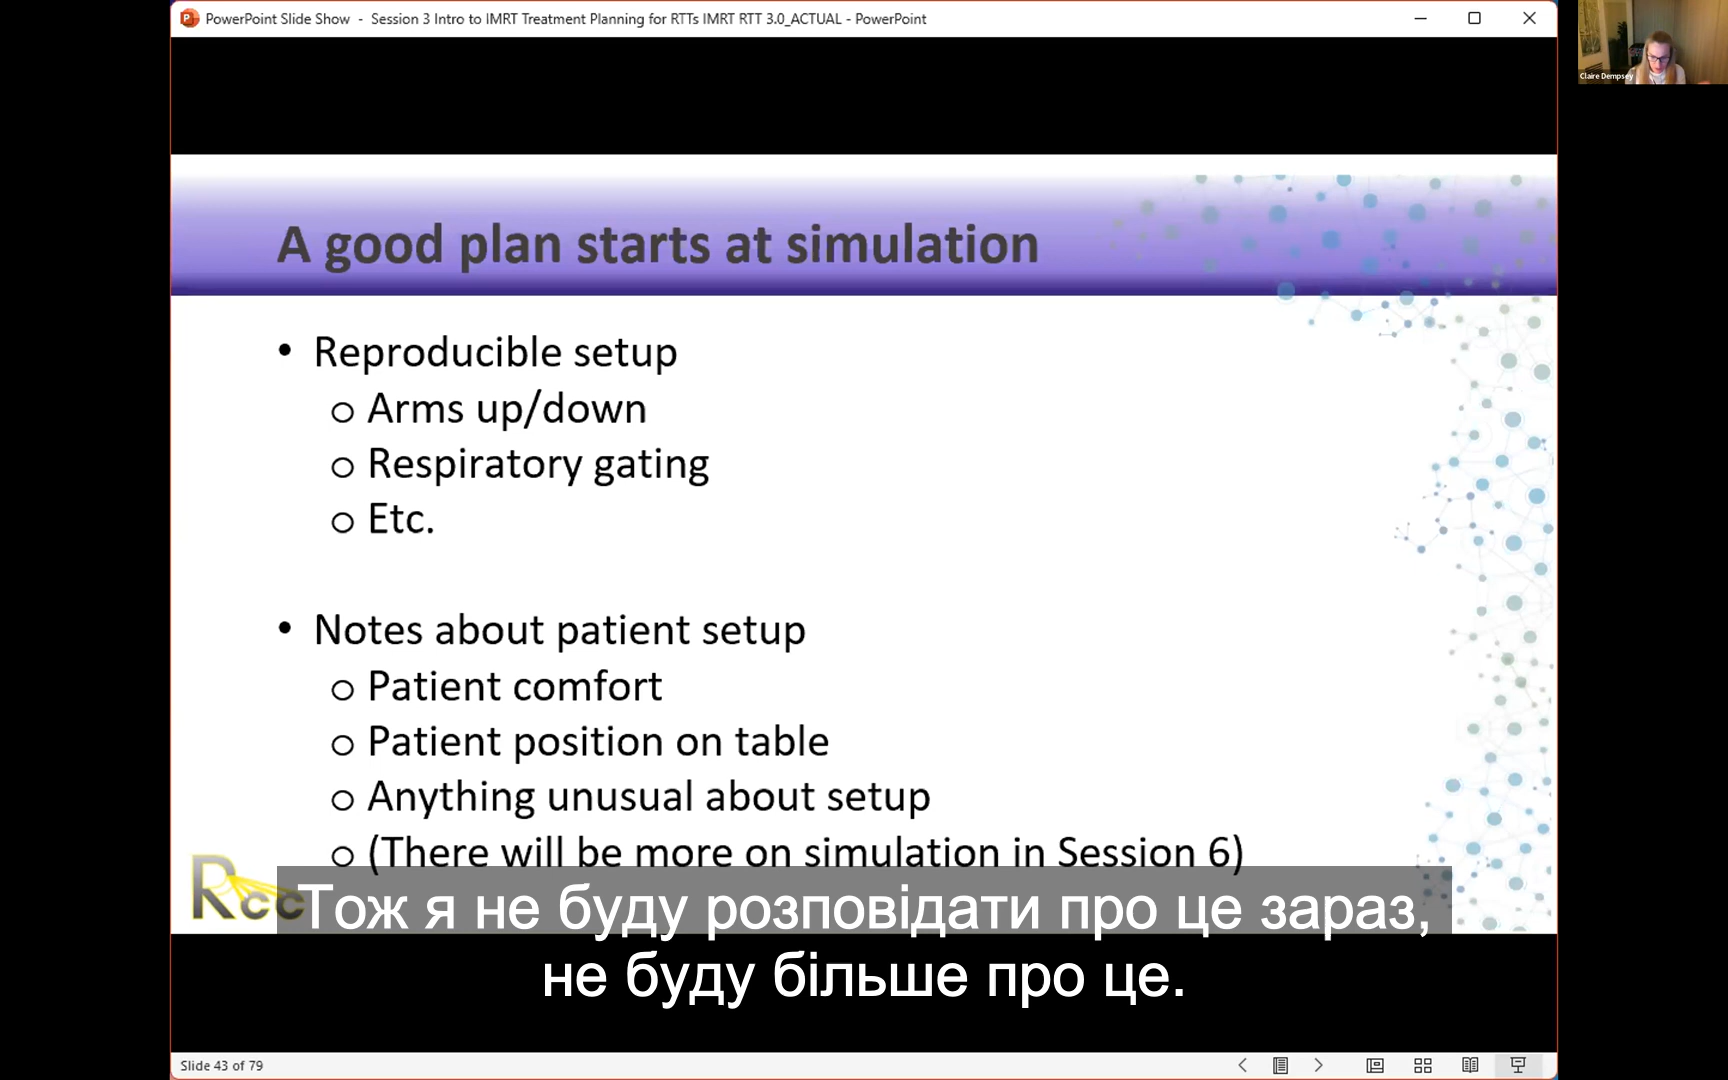 PowerPoint Slide Show - Session 3 Intro to IMRT Treatment Planning for RTTs IMRT RTT 3.0_ACTUAL - PowerPoint
Claire Dempsey
A good plan starts at simulation
• Reproducible setup
o Arms up/down
o Respiratory gating
o Etc.
• Notes about patient setup
o Patient comfort
o Patient position on table
o Anything unusual about setup
o (There will be more on simulation in Session 6)
Rcc
Тож я не буду розповідати про це зараз,
не буду більше про це.
Slide 43 of 79